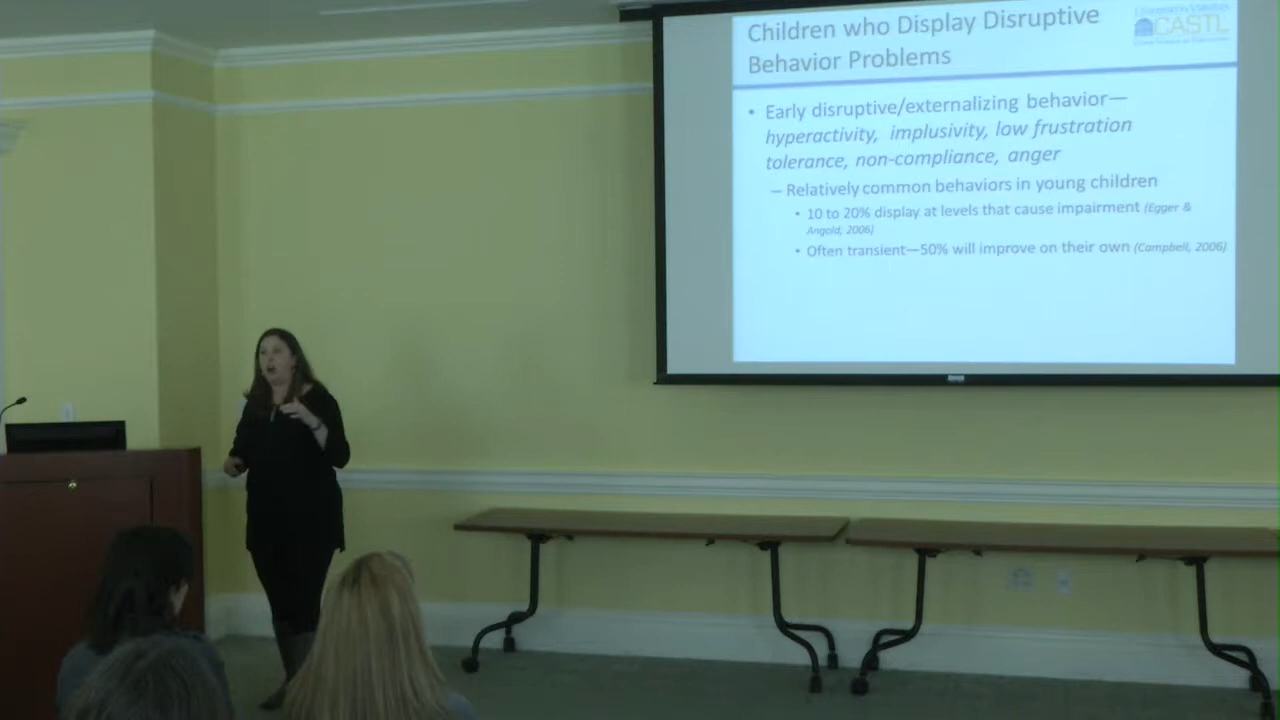 Children who Display Disruptive
Behavior Problems
CASTL
• Early disruptive/externalizing behavior—
hyperactivity, implusivity, low frustration
tolerance, non-compliance, anger
– Relatively common behaviors in young children
• 10 to 20% display at levels that cause impairment (Egger &
Angold, 2006)
• Often transient—50% will improve on their own (Campbell, 2006)